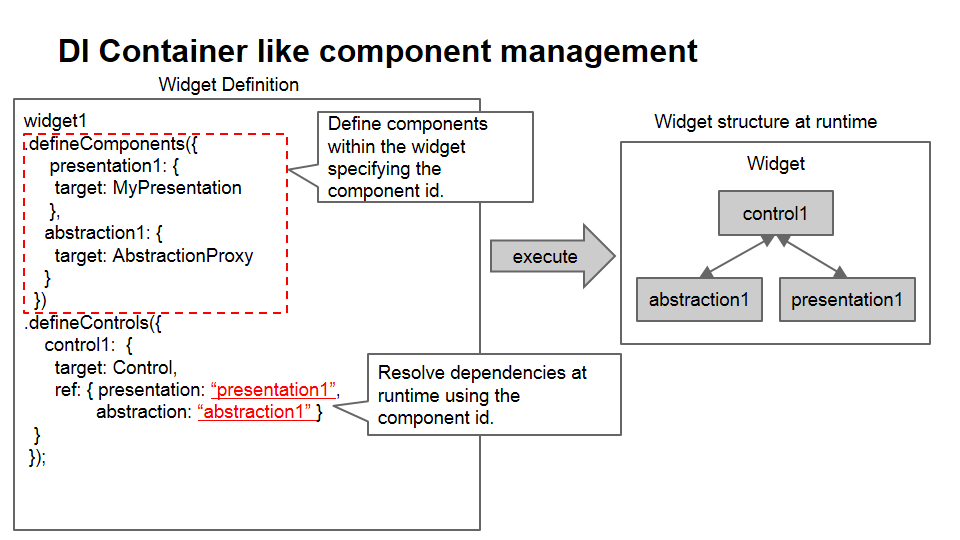 DI Container like component management
Widget Definition
widget1
.defineComponents({
presentation1: {
target: MyPresentation
},
abstraction1: {
target: AbstractionProxy
}
})
.defineControls({
control1: {
target: Control,
ref: { presentation: “presentation1”,
abstraction: “abstraction1” }
}
});
Define components
within the widget
specifying the
component id.
Resolve dependencies at
runtime using the
component id.
execute
Widget structure at runtime
Widget
control1
abstraction1
presentation1